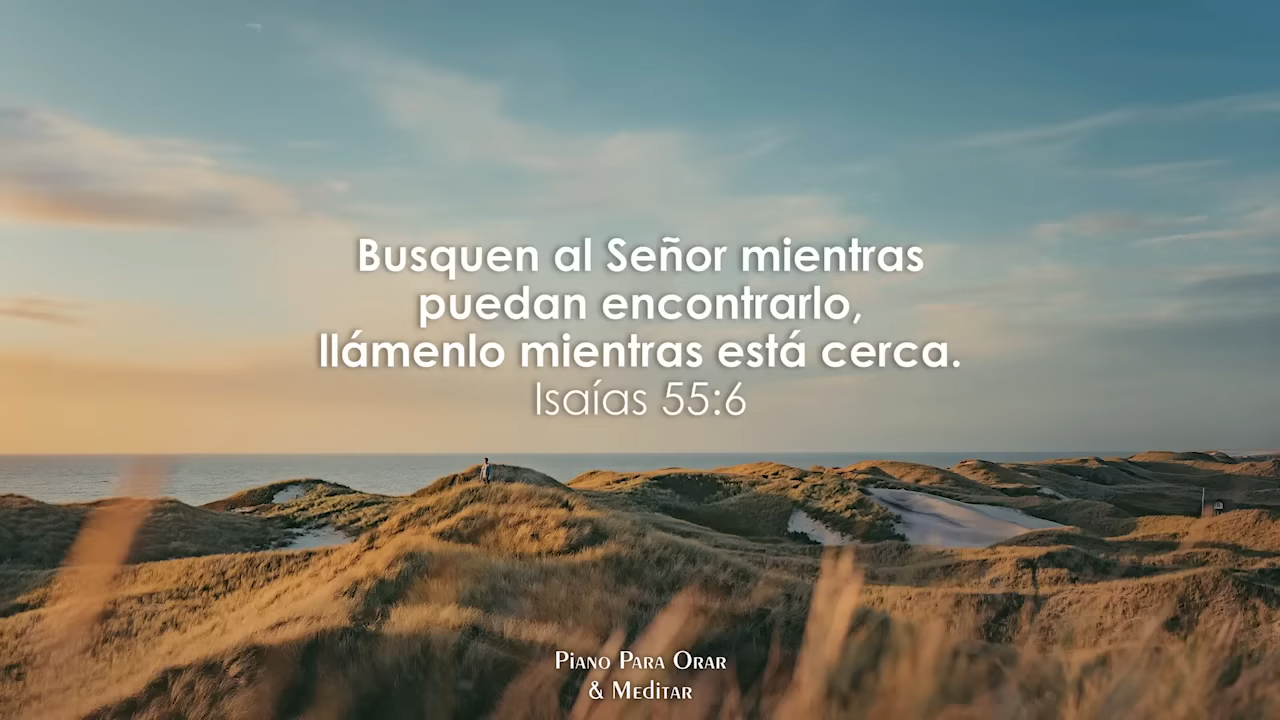 Busquen al Señor mientras
puedan encontrarlo,
llámenlo mientras está cerca.
Isaías 55:6
Piano Para Orar
& Meditar